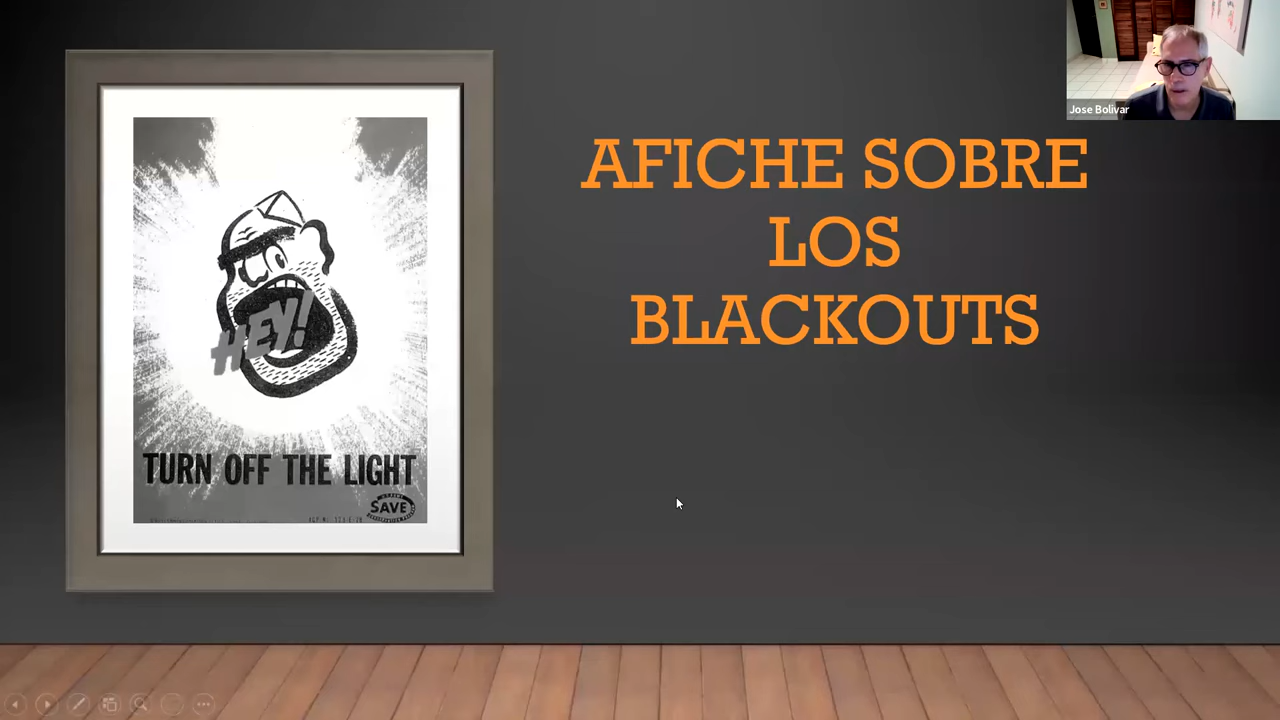 Jose Bolivar
AFICHE SOBRE
LOS
BLACKOUTS
HEY!
TURN OFF THE LIGHT
SAVE